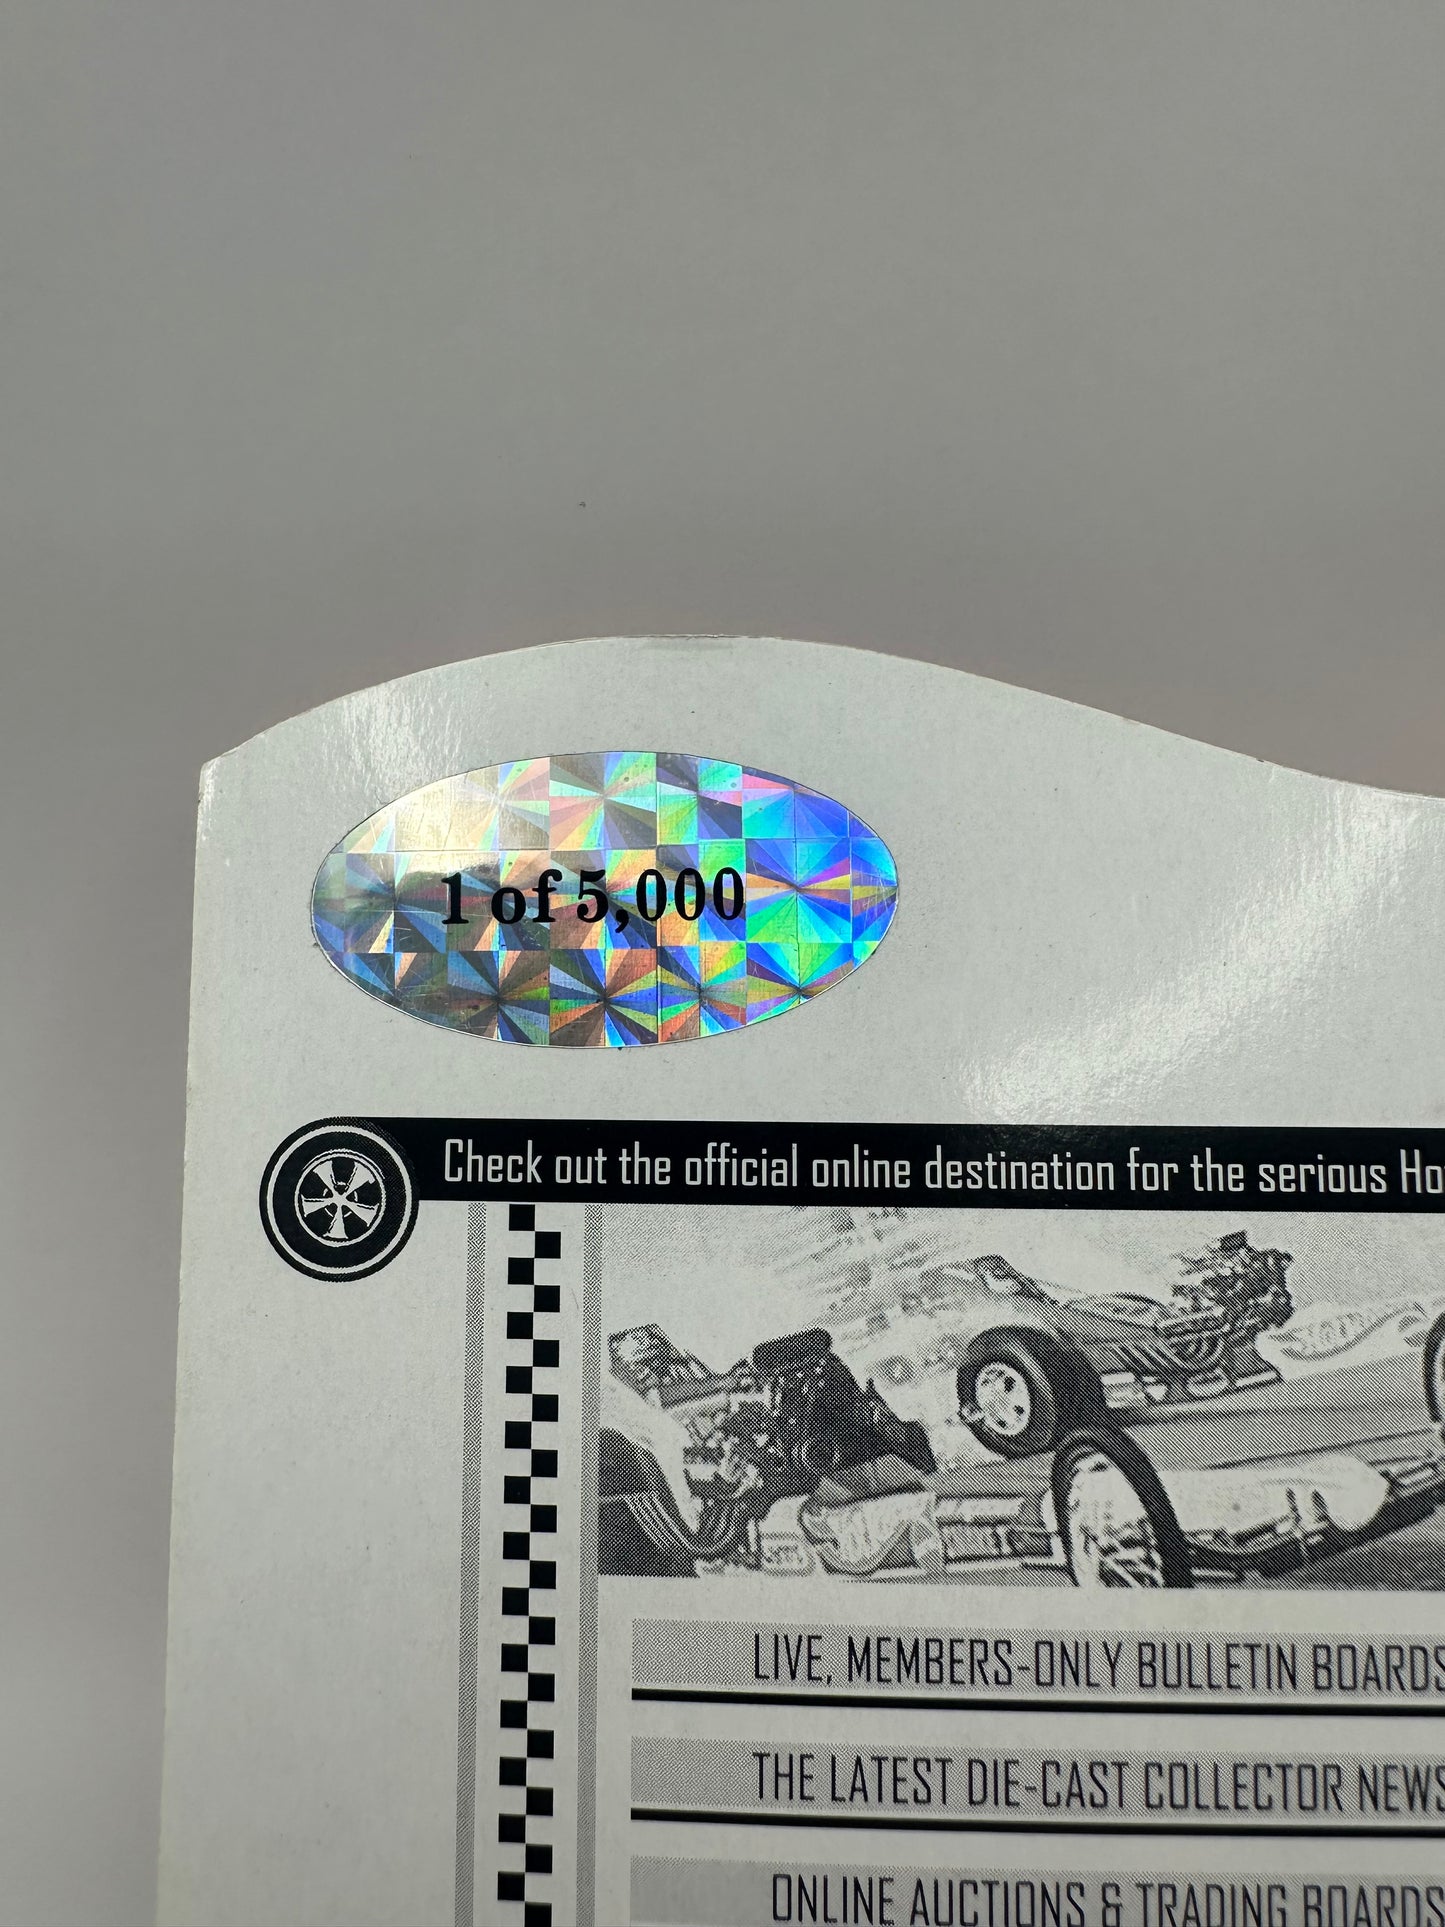 1 of 5,000
Check out the official online destination for the serious
LIVE, MEMBERS-ONLY BULLETIN BOARDS
THE LATEST DIE-CAST COLLECTOR NEWS
ONLINE AUCTIONS & TRADING BOARDS